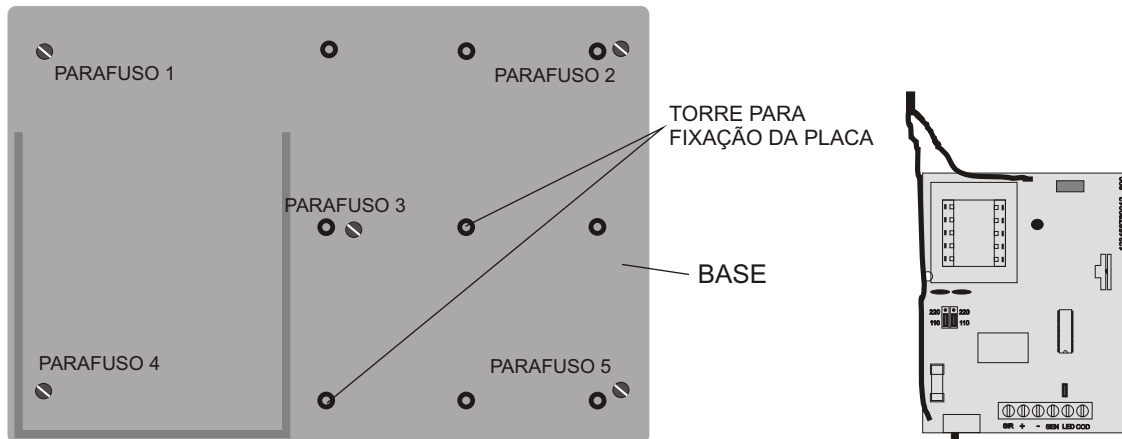 PARAFUSO 1
PARAFUSO 2
TORRE PARA
FIXAÇÃO DA PLACA
PARAFUSO 3
BASE
PARAFUSO 4
PARAFUSO 5
220 220
110 110
SIR + - SEN LED COD